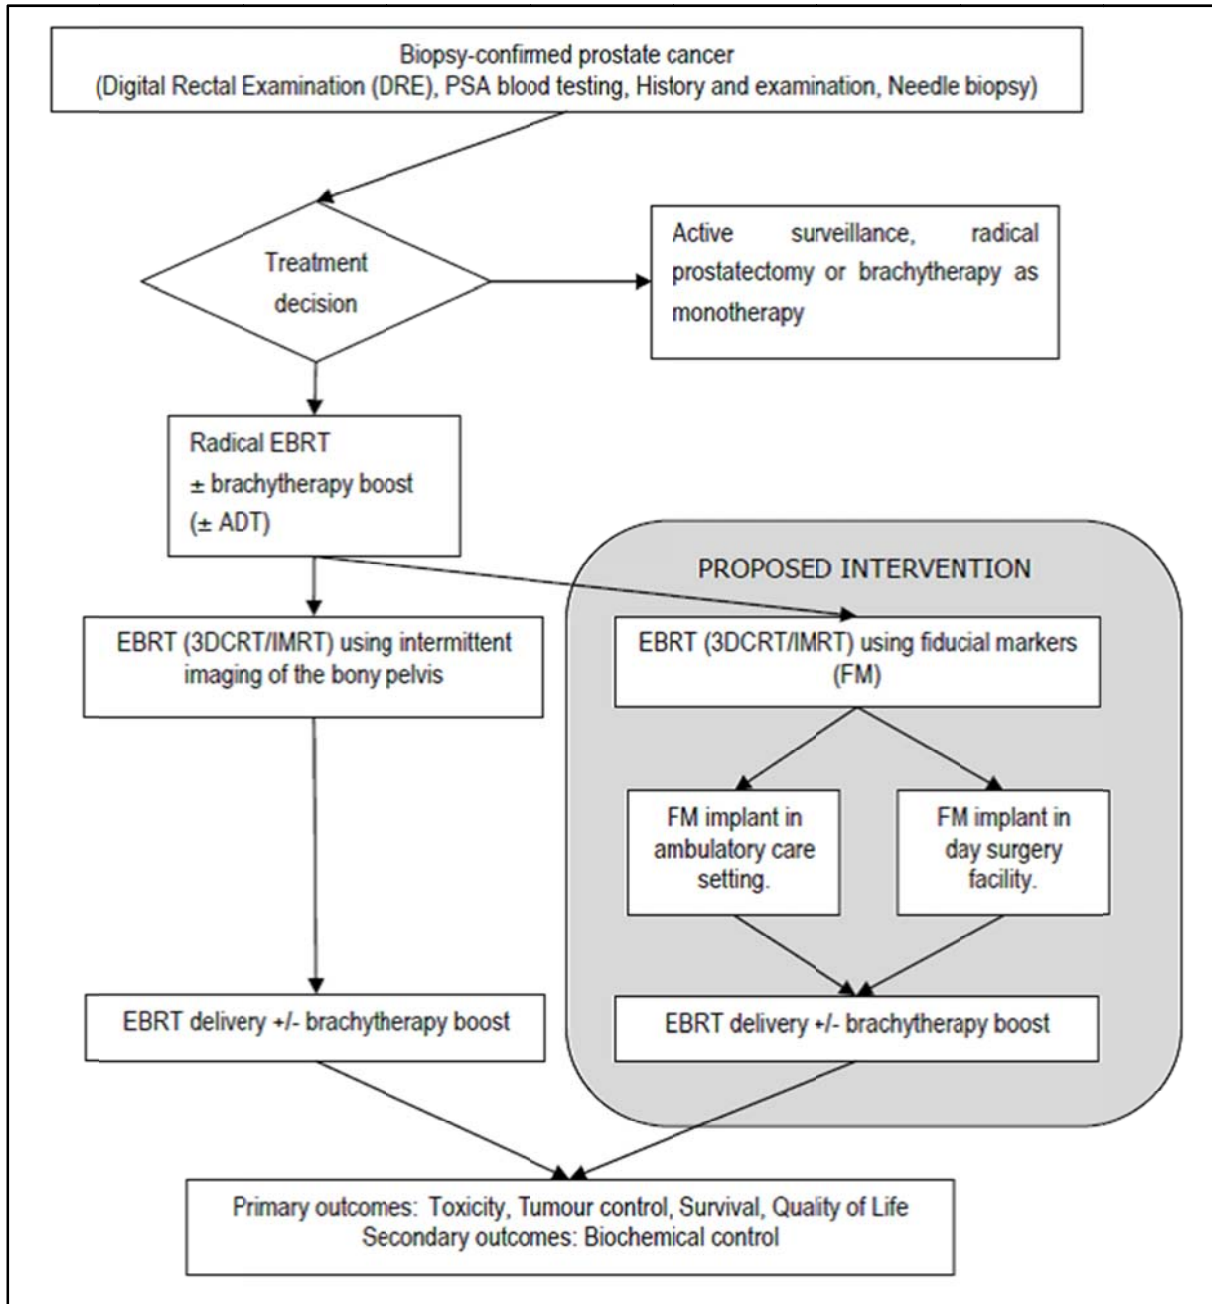 Biopsy-confirmed prostate cancer
(Digital Rectal Examination (DRE), PSA blood testing, History and examination, Needle biopsy)
Treatment
decision
Active surveillance, radical
prostatectomy or brachytherapy as
monotherapy
Radical EBRT
± brachytherapy boost
(± ADT)
PROPOSED INTERVENTION
EBRT (3DCRT/IMRT) using intermittent
imaging of the bony pelvis
EBRT (3DCRT/IMRT) using fiducial markers
(FM)
FM implant in
ambulatory care
setting.
FM implant in
day surgery
facility.
EBRT delivery +/- brachytherapy boost
EBRT delivery +/- brachytherapy boost
Primary outcomes: Toxicity, Tumour control, Survival, Quality of Life
Secondary outcomes: Biochemical control